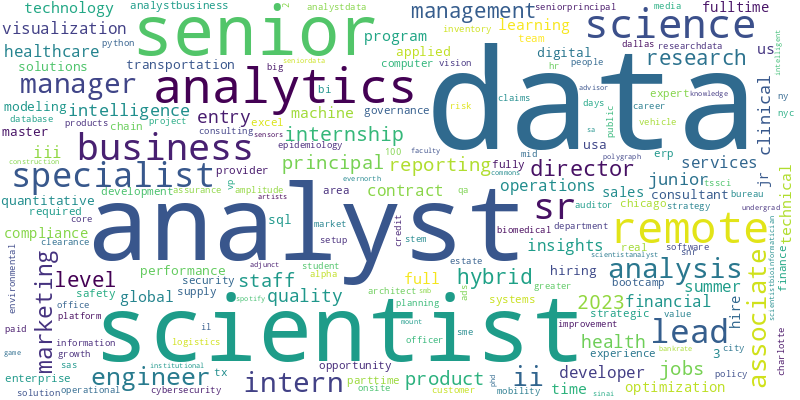 technology
analystbusiness
senior
2
analystdata
management
seniorprincipal
media
fulltime
visualization
python
program
learning
team
inventory
science
primary
healthcare
transportation
applied
digital
dallas
researchdata
us
intelligent
solutions
big
seniordata
computer
vision
hr
people
research
manager
analytics
bi
data
expert
advisor
knowledge
modeling
intelligence
entry
excel
machine
governance
risk
claims
days
career
public
clinical
ny
database
products
chain
project
consulting
sensors
internship
vehicle
nyc
master
business
epidemiology
sa
usa
iii
provider
100
faculty
principal
reporting
fully
mid
polygraph
erp
services
construction
specialist
evernorth
director
commons
junior
tssci
jr
quantitative
development
assurance
amplitude
vp
area
contract
qa
operations
sales
consultant
bureau
required
core
artists
analyst
sr
auditor
chicago
strategy
undergrad
compliance
clearance
sql
market
credit
biomedical
department
remote
technical
environmental
marketing
setup
stem
insights
real
software
finance
scientistbioinformatician
performance
adjunct
student
estate
scientistanalyst
snr
level
security
staff
alpha
full
hybrid
hiring
analysis
bootcamp
associate
safety
global
supply
quality
architect
smb
ads
greater
2023
financial
summer
hire
office
platform
spotify
planning
systems
strategic
value
paid
information
il
scientist
officer
sme
improvement
health
lead
growth
logistics
mount
experience
3
city
charlotte
game
sas
institutional
opportunity
bankrate
enterprise
engineer
tx
intern
parttime
product
ii
developer
jobs
policy
solution
cybersecurity
onsite
customer
phd
mobility
time
sinai
optimization